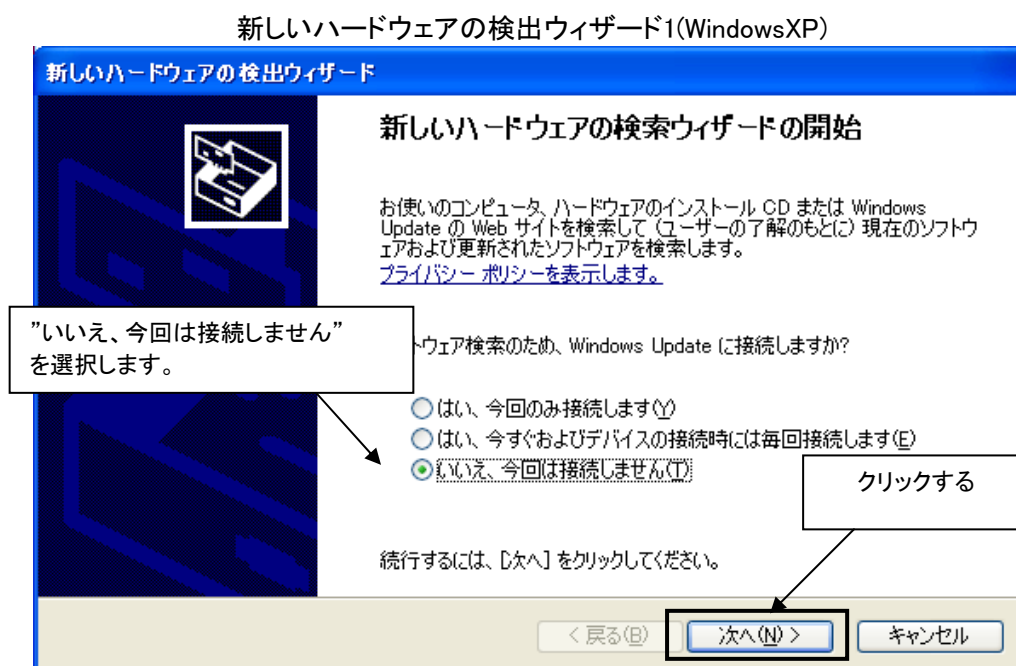 新しいハードウェアの検出ウィザード1(WindowsXP)
新しいハードウェアの検出ウィザード
新しいハードウェアの検索ウィザードの開始
お使いのコンピュータ、ハードウェアのインストール CD または Windows
Update の Web サイトを検索して (ユーザーの了解のもとに) 現在のソフトウ
ェアおよび更新されたソフトウェアを検索します。
プライバシー ポリシーを表示します。
”いいえ、今回は接続しません”
を選択します。
トウェア検索のため、Windows Update に接続しますか?
はい、今回のみ接続します(Y)
はい、今すぐおよびデバイスの接続時には毎回接続します(E)
いいえ、今回は接続しません(T)
クリックする
続行するには、[次へ] をクリックしてください。
< 戻る(B)
次へ(N) >
キャンセル